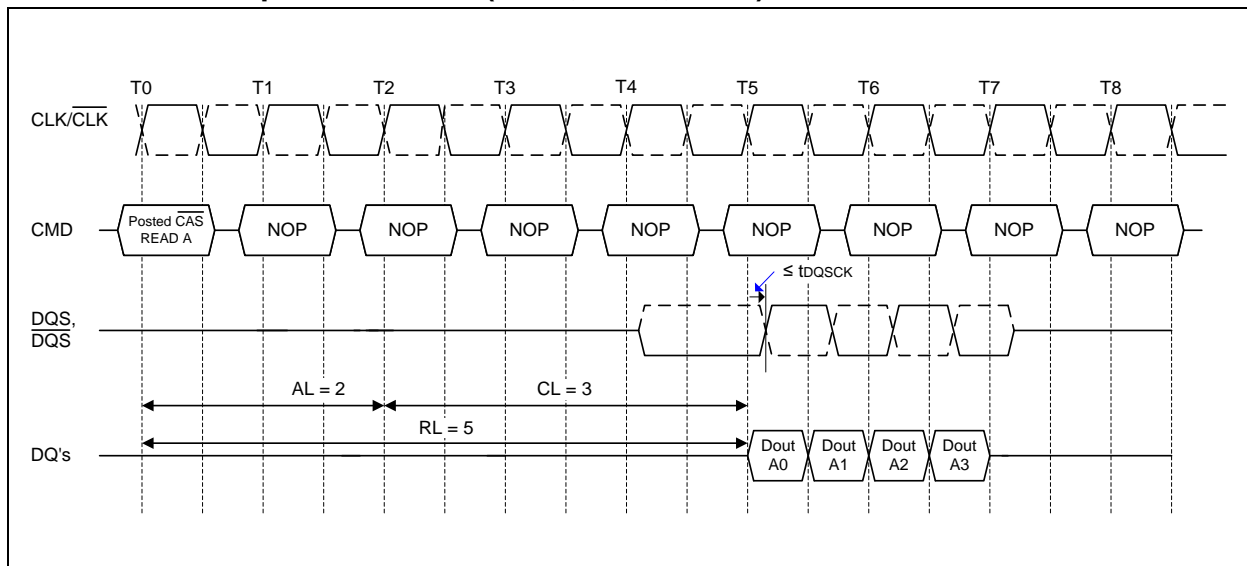 T0 T1 T2 T3 T4 T5 T6 T7 T8
CLK/CLK
CMD
Posted CAS
READ A
NOP NOP NOP NOP NOP NOP NOP NOP
≤ tDQSCK
DQS,
DQS
AL = 2 CL = 3
RL = 5
DQ's
Dout
A0
Dout
A1
Dout
A2
Dout
A3